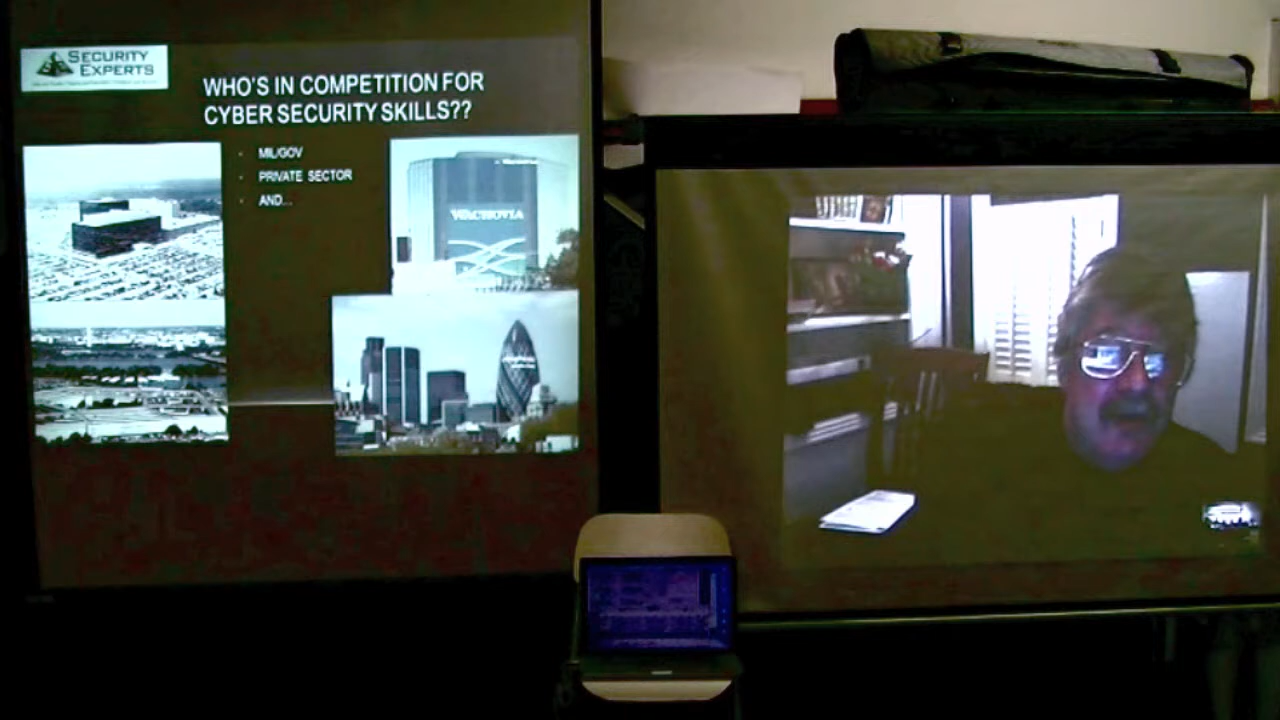 SECURITY
EXPERTS
WHO'S IN COMPETITION FOR
CYBER SECURITY SKILLS??
MIL/GOV
PRIVATE SECTOR
AND...
WACHOVIA